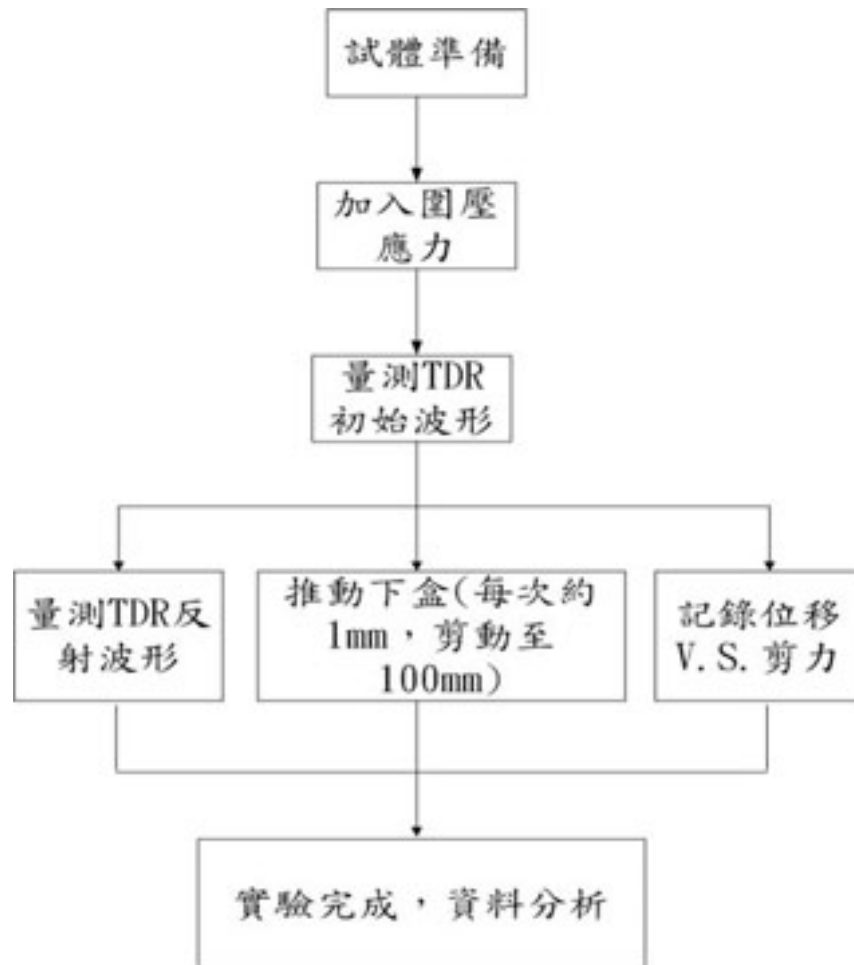 試體準備
加入圍壓
應力
量測TDR
初始波形
量測TDR反
射波形
推動下盒(每次約
1mm，剪動至
100mm)
記錄位移
V.S.剪力
實驗完成，資料分析